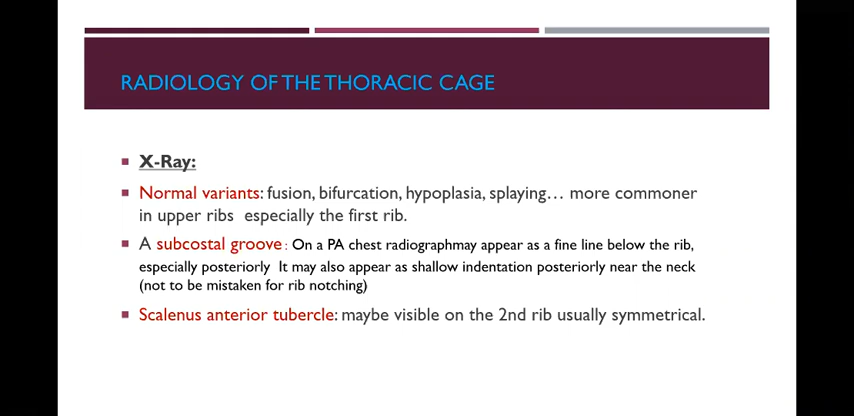 RADIOLOGY OF THE THORACIC CAGE
X-Ray:
Normal variants: fusion, bifurcation, hypoplasia, splaying… more commoner
in upper ribs especially the first rib.
A subcostal groove : On a PA chest radiographmay appear as a fine line below the rib,
especially posteriorly It may also appear as shallow indentation posteriorly near the neck
(not to be mistaken for rib notching)
Scalenus anterior tubercle: maybe visible on the 2nd rib usually symmetrical.